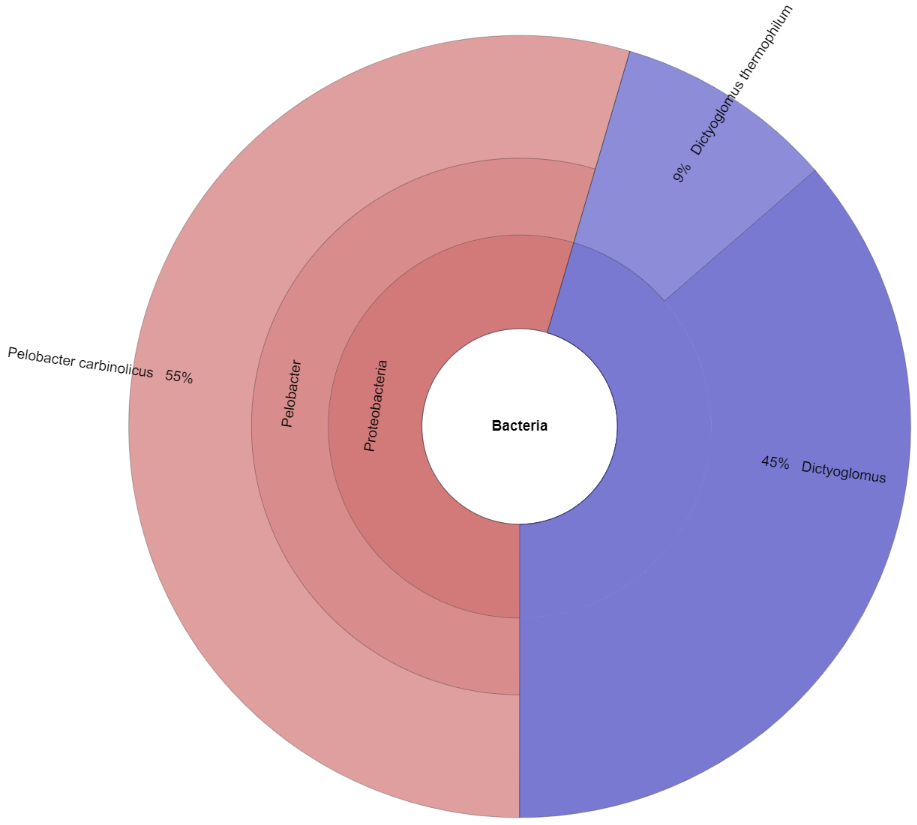 9% Dictyoglomus thermophilum
Pelobacter carbinolicus 55%
Pelobacter
Proteobacteria
Bacteria
45% Dictyoglomus